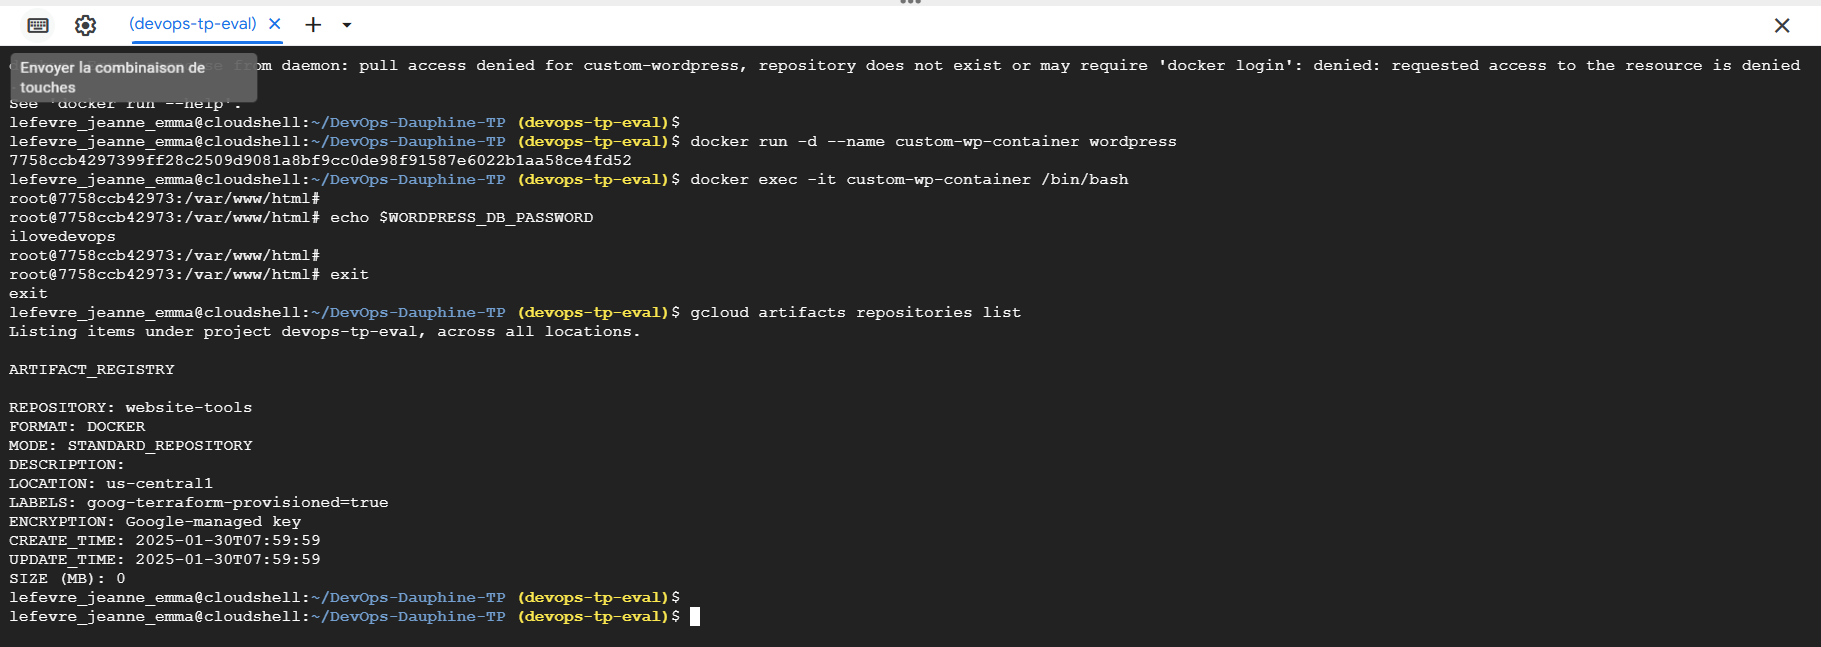 (devops-tp-eval)
Envoyer la combinaison de
touches
from daemon: pull access denied for custom-wordpress, repository does not exist or may require 'docker login': denied: requested access to the resource is denied
See 'docker run --help'.
lefevre_jeanne_emma@cloudshell:~/DevOps-Dauphine-TP (devops-tp-eval)$
lefevre_jeanne_emma@cloudshell:~/DevOps-Dauphine-TP (devops-tp-eval)$ docker run -d --name custom-wp-container wordpress
7758ccb4297399ff28c2509d9081a8bf9cc0de98f91587e6022b1aa58ce4fd52
lefevre_jeanne_emma@cloudshell:~/DevOps-Dauphine-TP (devops-tp-eval)$ docker exec -it custom-wp-container /bin/bash
root@7758ccb42973:/var/www/html#
root@7758ccb42973:/var/www/html# echo $WORDPRESS_DB_PASSWORD
ilovedevops
root@7758ccb42973:/var/www/html#
root@7758ccb42973:/var/www/html# exit
exit
lefevre_jeanne_emma@cloudshell:~/DevOps-Dauphine-TP (devops-tp-eval)$ gcloud artifacts repositories list
Listing items under project devops-tp-eval, across all locations.
ARTIFACT_REGISTRY
REPOSITORY: website-tools
FORMAT: DOCKER
MODE: STANDARD_REPOSITORY
DESCRIPTION:
LOCATION: us-central1
LABELS: goog-terraform-provisioned=true
ENCRYPTION: Google-managed key
CREATE_TIME: 2025-01-30T07:59:59
UPDATE_TIME: 2025-01-30T07:59:59
SIZE (MB): 0
lefevre_jeanne_emma@cloudshell:~/DevOps-Dauphine-TP (devops-tp-eval)$
lefevre_jeanne_emma@cloudshell:~/DevOps-Dauphine-TP (devops-tp-eval)$